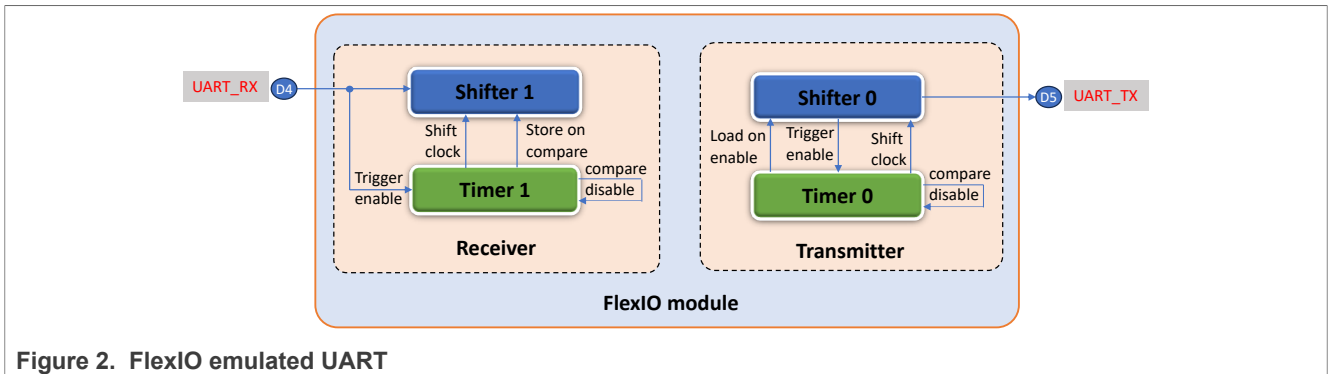 UART_RX
D4
Shifter 1
Shift
clock
Store on
compare
Trigger
enable
Timer 1
compare
disable
Receiver
Shifter 0
D5
UART_TX
Load on
enable
Trigger
enable
Shift
clock
Timer 0
compare
disable
Transmitter
FlexIO module
Figure 2. FlexIO emulated UART